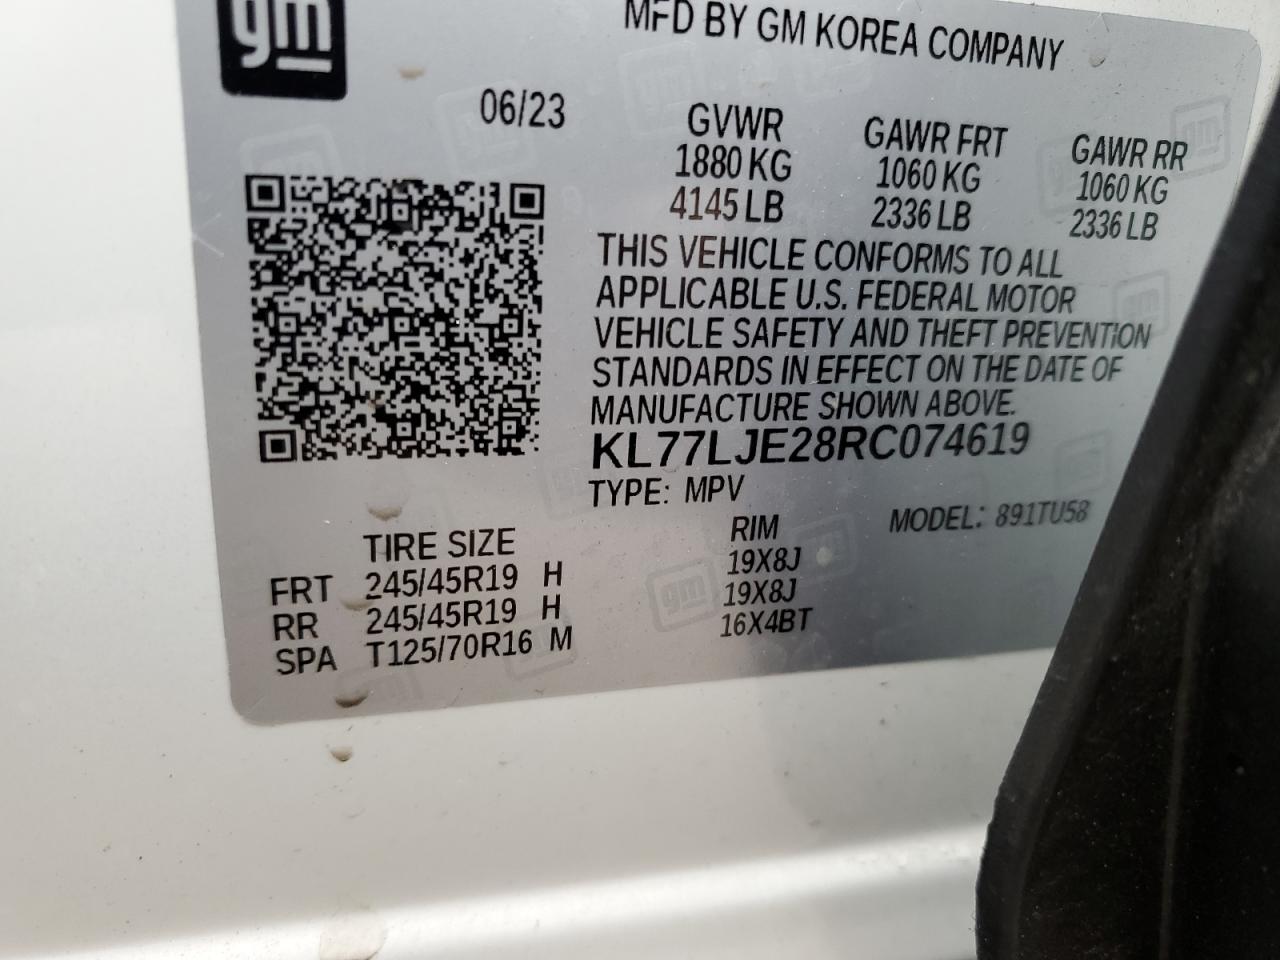 gm
MFD BY GM KOREA COMPANY
06/23
GVWR
1880 KG
4145 LB
GAWR FRT
1060 KG
2336 LB
GAWR RR
1060 KG
2336 LB
THIS VEHICLE CONFORMS TO ALL
APPLICABLE U.S. FEDERAL MOTOR
VEHICLE SAFETY AND THEFT PREVENTION
STANDARDS IN EFFECT ON THE DATE OF
MANUFACTURE SHOWN ABOVE.
KL77LJE28RC074619
TYPE: MPV
MODEL: 891TU58
TIRE SIZE RIM
FRT 245/45R19 H 19X8J
RR 245/45R19 H 19X8J
SPA T125/70R16 M 16X4BT